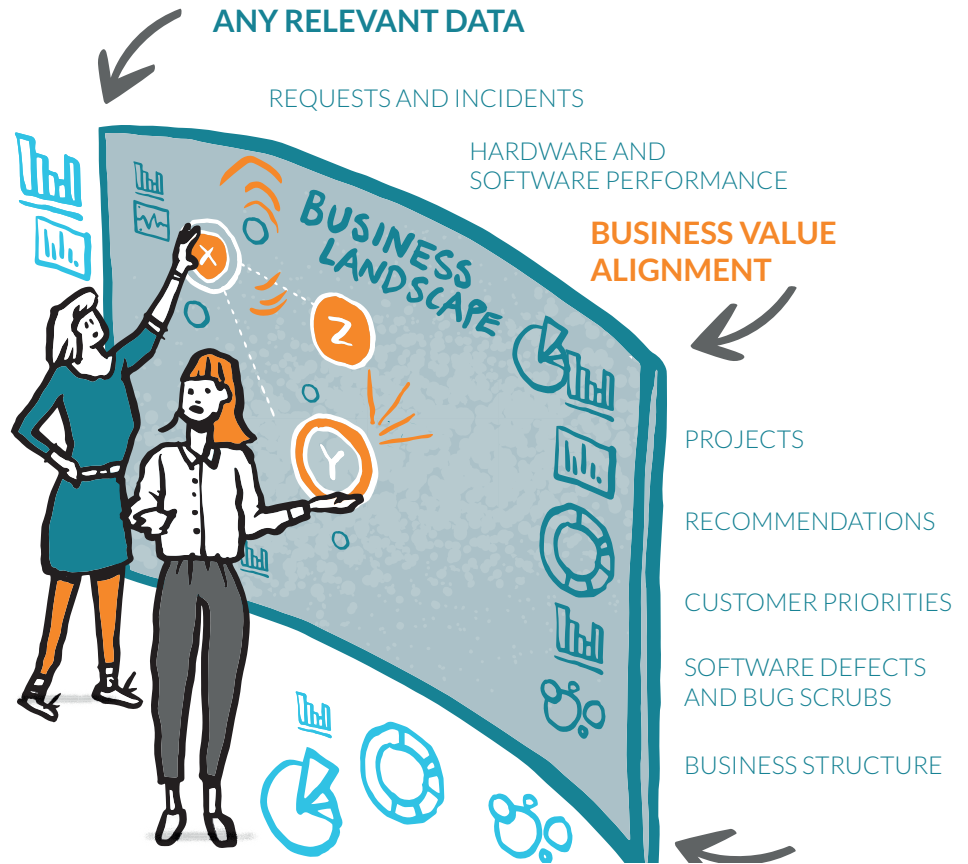 ANY RELEVANT DATA
REQUESTS AND INCIDENTS
HARDWARE AND
SOFTWARE PERFORMANCE
BUSINESS VALUE
ALIGNMENT
BUSINESS
LANDSCAPE
X
Z
Y
PROJECTS
RECOMMENDATIONS
CUSTOMER PRIORITIES
SOFTWARE DEFECTS
AND BUG SCRUBS
BUSINESS STRUCTURE